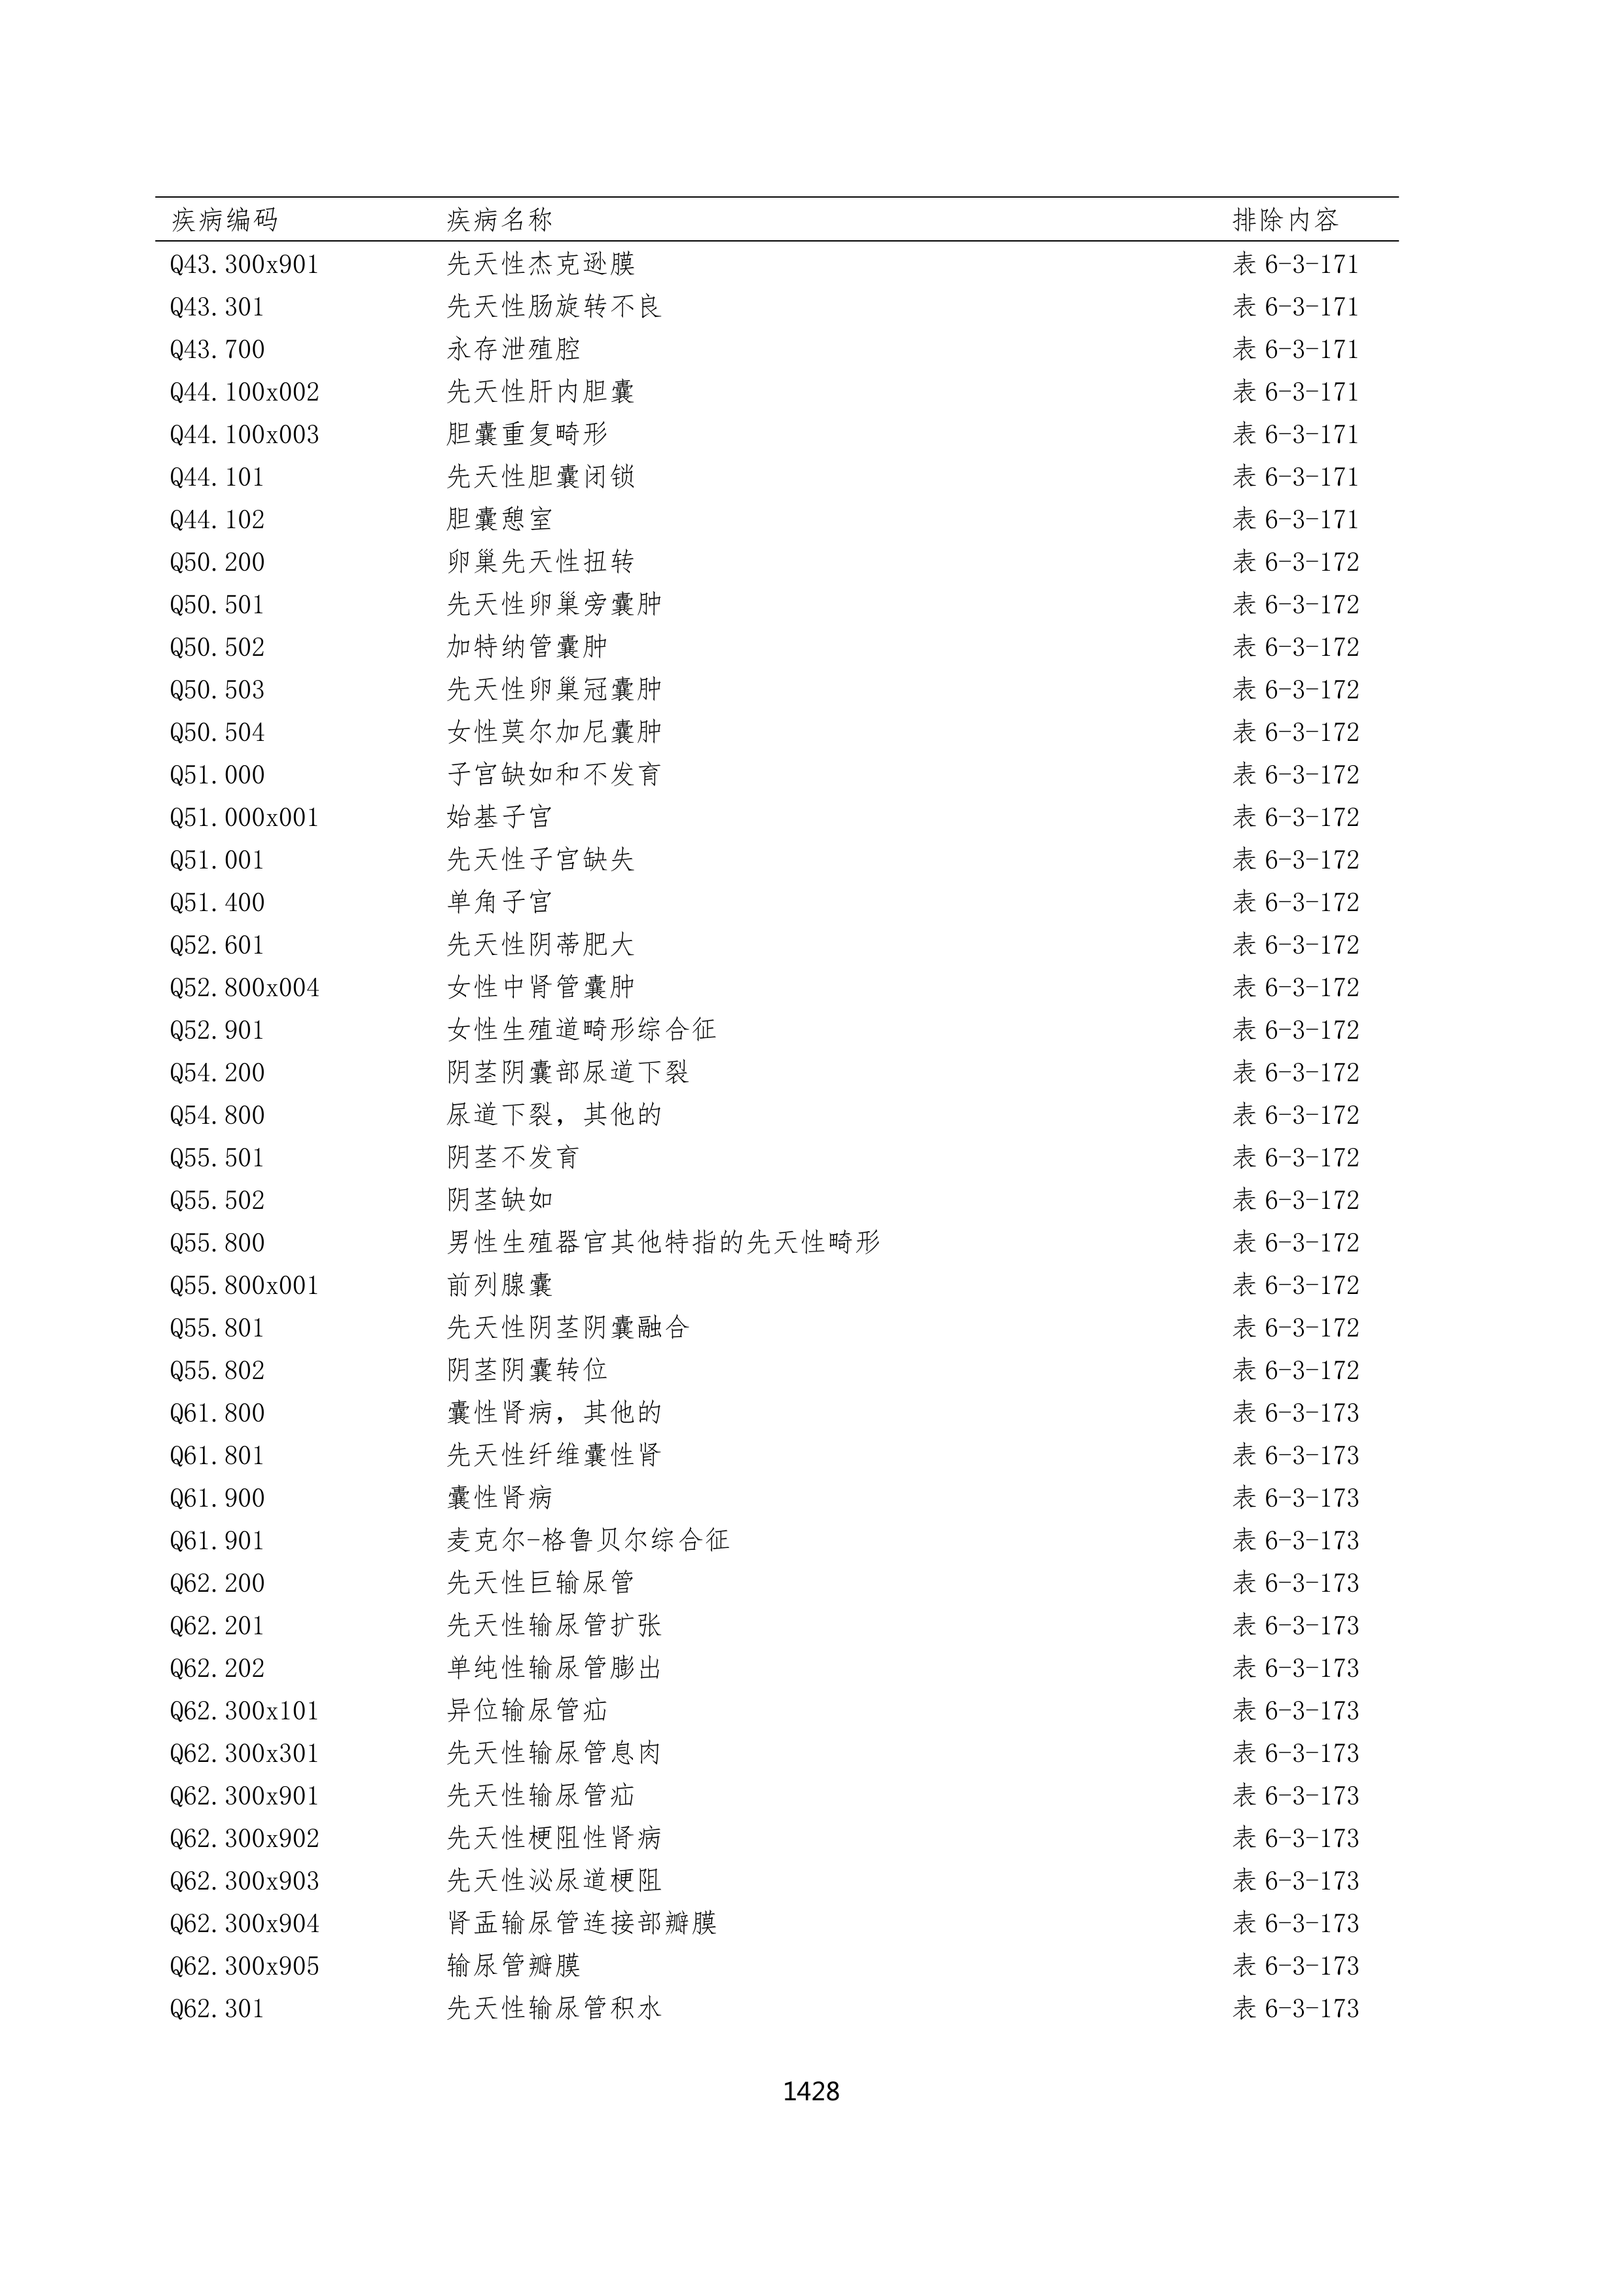 疾病编码 疾病名称 排除内容
Q43.300x901 先天性杰克逊膜 表 6-3-171
Q43.301 先天性肠旋转不良 表 6-3-171
Q43.700 永存泄殖腔 表 6-3-171
Q44.100x002 先天性肝内胆囊 表 6-3-171
Q44.100x003 胆囊重复畸形 表 6-3-171
Q44.101 先天性胆囊闭锁 表 6-3-171
Q44.102 胆囊憩室 表 6-3-171
Q50.200 卵巢先天性扭转 表 6-3-172
Q50.501 先天性卵巢旁囊肿 表 6-3-172
Q50.502 加特纳管囊肿 表 6-3-172
Q50.503 先天性卵巢冠囊肿 表 6-3-172
Q50.504 女性莫尔加尼囊肿 表 6-3-172
Q51.000 子宫缺如和不发育 表 6-3-172
Q51.000x001 始基子宫 表 6-3-172
Q51.001 先天性子宫缺失 表 6-3-172
Q51.400 单角子宫 表 6-3-172
Q52.601 先天性阴蒂肥大 表 6-3-172
Q52.800x004 女性中肾管囊肿 表 6-3-172
Q52.901 女性生殖道畸形综合征 表 6-3-172
Q54.200 阴茎阴囊部尿道下裂 表 6-3-172
Q54.800 尿道下裂，其他的 表 6-3-172
Q55.501 阴茎不发育 表 6-3-172
Q55.502 阴茎缺如 表 6-3-172
Q55.800 男性生殖器官其他特指的先天性畸形 表 6-3-172
Q55.800x001 前列腺囊 表 6-3-172
Q55.801 先天性阴茎阴囊融合 表 6-3-172
Q55.802 阴茎阴囊转位 表 6-3-172
Q61.800 囊性肾病，其他的 表 6-3-173
Q61.801 先天性纤维囊性肾 表 6-3-173
Q61.900 囊性肾病 表 6-3-173
Q61.901 麦克尔-格鲁贝尔综合征 表 6-3-173
Q62.200 先天性巨输尿管 表 6-3-173
Q62.201 先天性输尿管扩张 表 6-3-173
Q62.202 单纯性输尿管膨出 表 6-3-173
Q62.300x101 异位输尿管疝 表 6-3-173
Q62.300x301 先天性输尿管息肉 表 6-3-173
Q62.300x901 先天性输尿管疝 表 6-3-173
Q62.300x902 先天性梗阻性肾病 表 6-3-173
Q62.300x903 先天性泌尿道梗阻 表 6-3-173
Q62.300x904 肾盂输尿管连接部瓣膜 表 6-3-173
Q62.300x905 输尿管瓣膜 表 6-3-173
Q62.301 先天性输尿管积水 表 6-3-173
1428